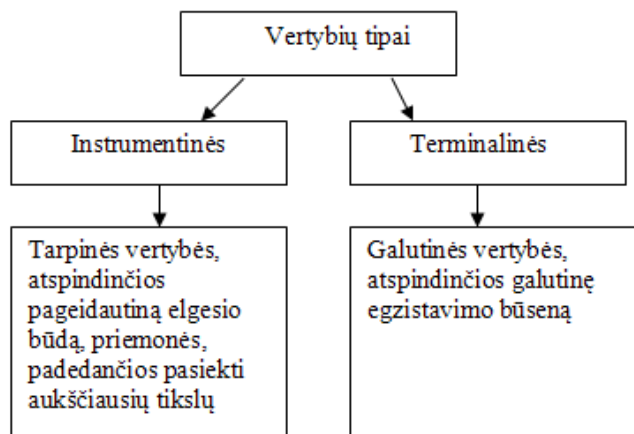 Vertybių tipai
Instrumentinės
Terminalinės
Tarpinės vertybės,
atspindinčios
pageidautiną elgesio
būdą, priemonės,
padedančios pasiekti
aukščiausių tikslų
Galutinės vertybės,
atspindinčios galutinę
egzistavimo būseną